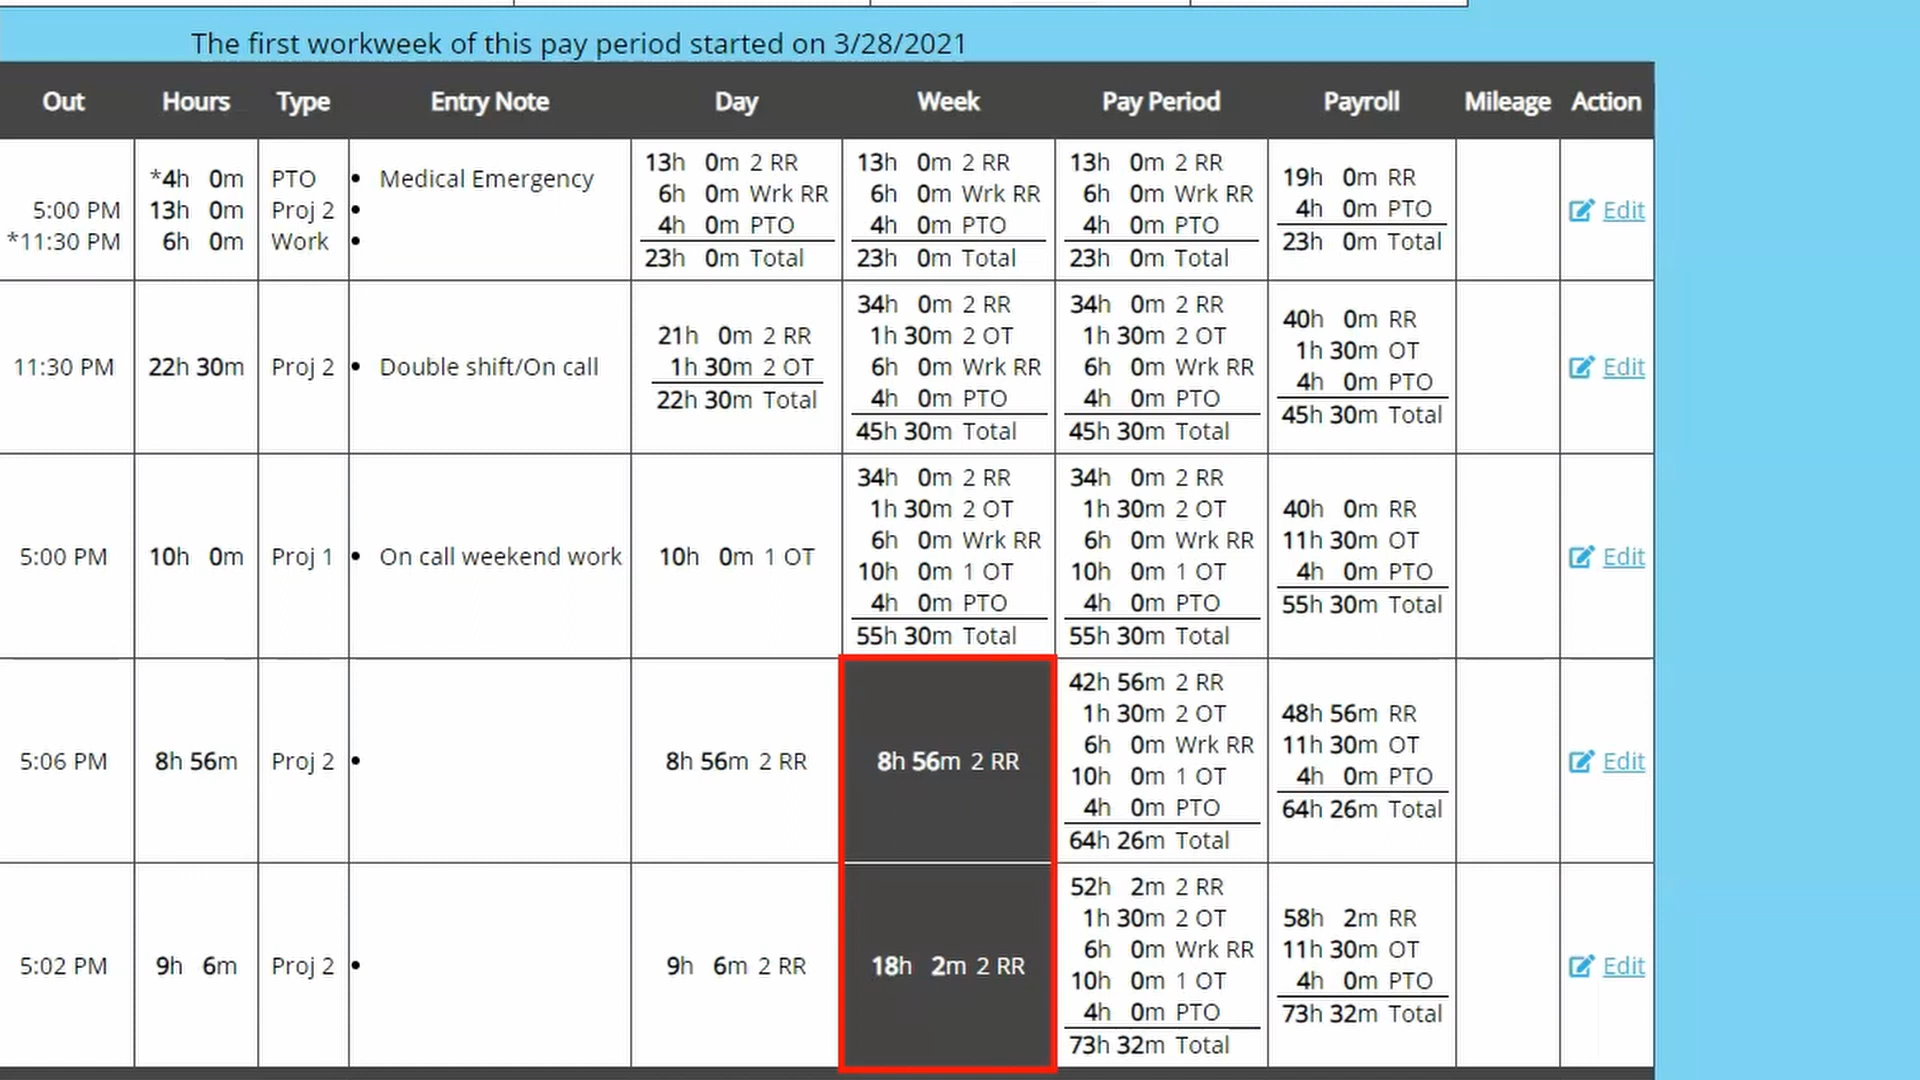 The first workweek of this pay period started on 3/28/2021
Out Hours Type Entry Note Day Week Pay Period Payroll Mileage Action
5:00 PM
*11:30 PM
*4h 0m
13h 0m
6h 0m
PTO
Proj 2
Work
• Medical Emergency
•
•
13h 0m 2 RR
6h 0m Wrk RR
4h 0m PTO
23h 0m Total
13h 0m 2 RR
6h 0m Wrk RR
4h 0m PTO
23h 0m Total
13h 0m 2 RR
6h 0m Wrk RR
4h 0m PTO
23h 0m Total
19h 0m RR
4h 0m PTO
23h 0m Total
Edit
11:30 PM
22h 30m
Proj 2
• Double shift/On call
21h 0m 2 RR
1h 30m 2 OT
22h 30m Total
34h 0m 2 RR
1h 30m 2 OT
6h 0m Wrk RR
4h 0m PTO
45h 30m Total
34h 0m 2 RR
1h 30m 2 OT
6h 0m Wrk RR
4h 0m PTO
45h 30m Total
40h 0m RR
1h 30m OT
4h 0m PTO
45h 30m Total
Edit
5:00 PM
10h 0m
Proj 1
• On call weekend work
10h 0m 1 OT
34h 0m 2 RR
1h 30m 2 OT
6h 0m Wrk RR
10h 0m 1 OT
4h 0m PTO
55h 30m Total
34h 0m 2 RR
1h 30m 2 OT
6h 0m Wrk RR
10h 0m 1 OT
4h 0m PTO
55h 30m Total
40h 0m RR
11h 30m OT
4h 0m PTO
55h 30m Total
Edit
5:06 PM
8h 56m
Proj 2
•
8h 56m 2 RR
8h 56m 2 RR
42h 56m 2 RR
1h 30m 2 OT
6h 0m Wrk RR
10h 0m 1 OT
4h 0m PTO
64h 26m Total
48h 56m RR
11h 30m OT
4h 0m PTO
64h 26m Total
Edit
5:02 PM
9h 6m
Proj 2
•
9h 6m 2 RR
18h 2m 2 RR
52h 2m 2 RR
1h 30m 2 OT
6h 0m Wrk RR
10h 0m 1 OT
4h 0m PTO
73h 32m Total
58h 2m RR
11h 30m OT
4h 0m PTO
73h 32m Total
Edit